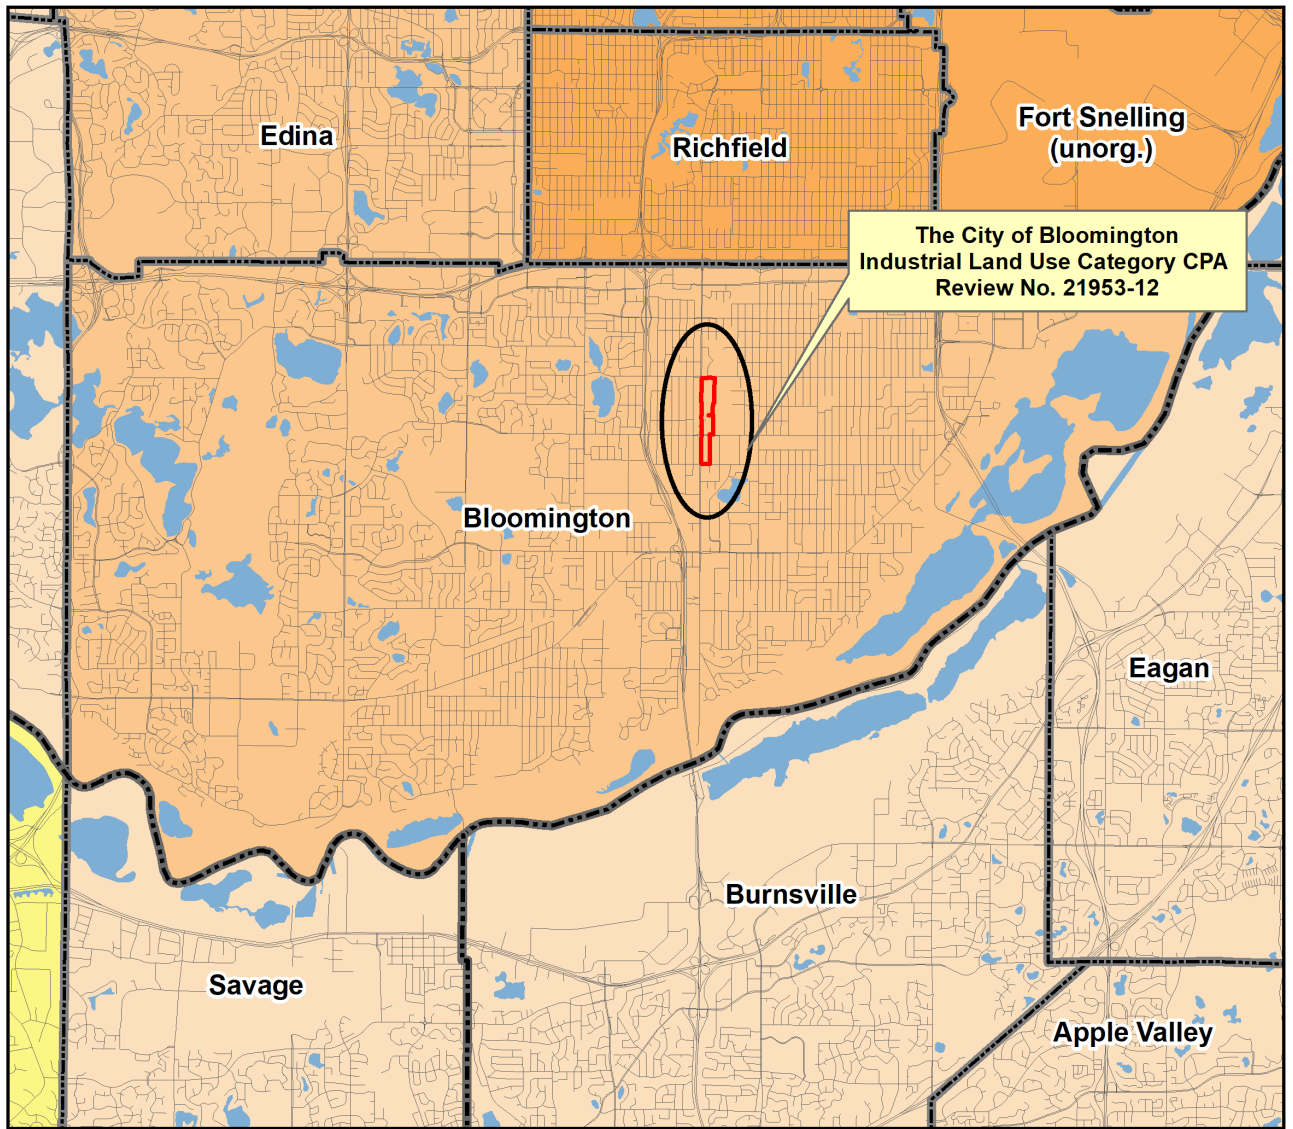 Edina
Richfield
Fort Snelling
(unorg.)
The City of Bloomington
Industrial Land Use Category CPA
Review No. 21953-12
Bloomington
Eagan
Burnsville
Savage
Apple Valley